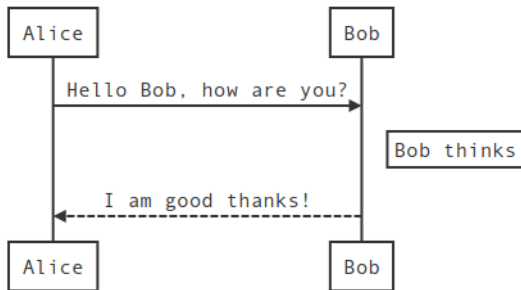 Alice Bob
Hello Bob, how are you?
Bob thinks
I am good thanks!
Alice Bob